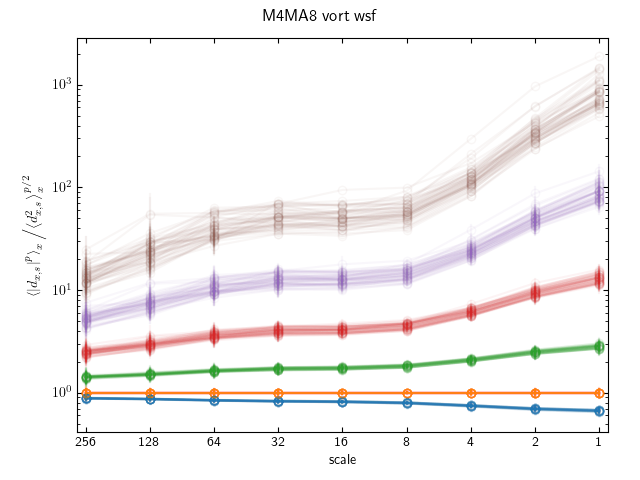 M4MA8 vort wsf
10^3
10^2
10^1
10^0
⟨|d_{x,s}|^p⟩_x / ⟨d_{x,s}^2⟩_x^{p/2}
256 128 64 32 16 8 4 2 1
scale